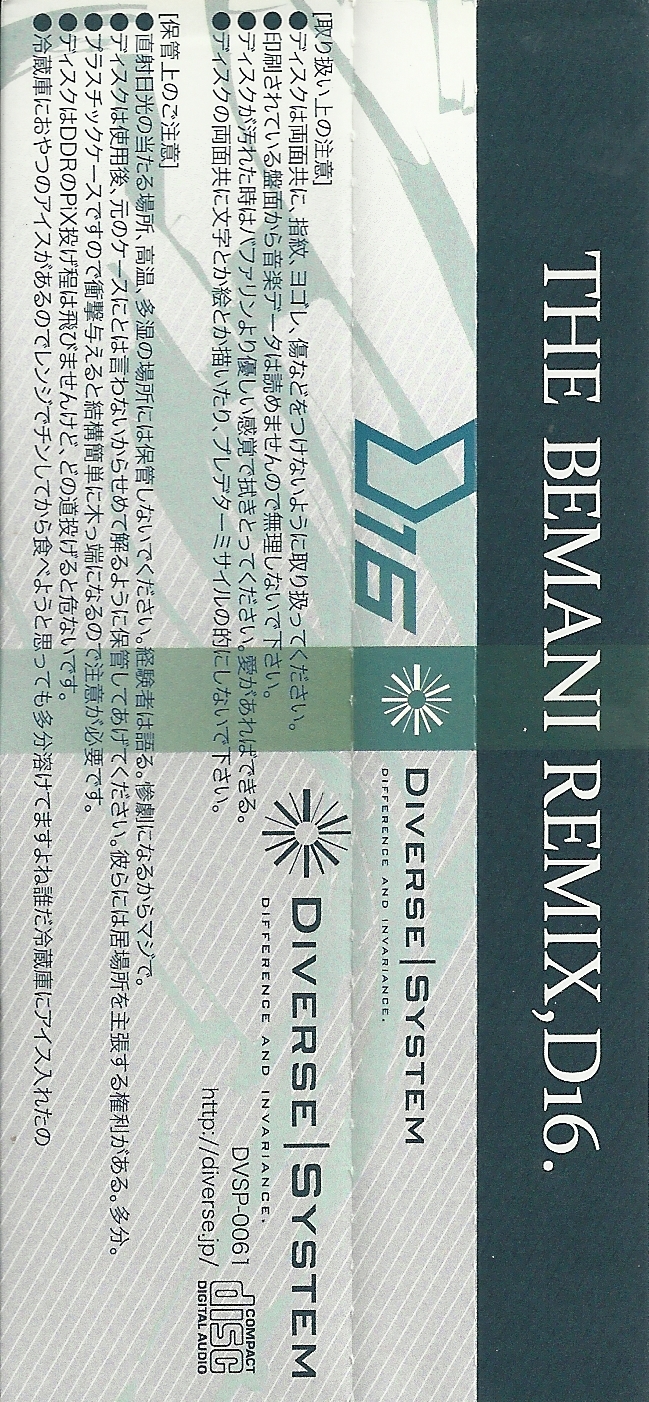 THE BEMANI REMIX,D16.
D16
DIVERSE|SYSTEM
DIFFERENCE AND INVARIANCE.
[取り扱い上の注意]
●ディスクは両面共に、指紋、ヨゴレ、傷などをつけないように取り扱ってください。
●印刷されている盤面から音楽データは読めませんので無理しないで下さい。
●ディスクが汚れた時はバファリンより優しい感覚で拭きとってください。愛があればできる。
●ディスクの両面共に文字とか絵とか描いたり、プレデターミサイルの的にしないで下さい。
[保管上のご注意]
●直射日光の当たる場所、高温、多湿の場所には保管しないでください。経験者は語る。惨劇になるからマジで。
●ディスクは使用後、元のケースにとは言わないからせめて解るように保管してあげてください。彼らには居場所を主張する権利がある。多分。
●プラスチックケースですので衝撃与えると結構簡単に木っ端になるので注意が必要です。
●ディスクはDDRのPiX投げ程は飛びませんけど、どの道投げると危ないです。
●冷蔵庫におやつのアイスがあるのでレンジでチンしてから食べようと思っても多分溶けてますよね誰だ冷蔵庫にアイス入れたの
DIVERSE|SYSTEM
DIFFERENCE AND INVARIANCE.
DVSP-0061
http://diverse.jp/
COMPACT
disc
DIGITAL AUDIO